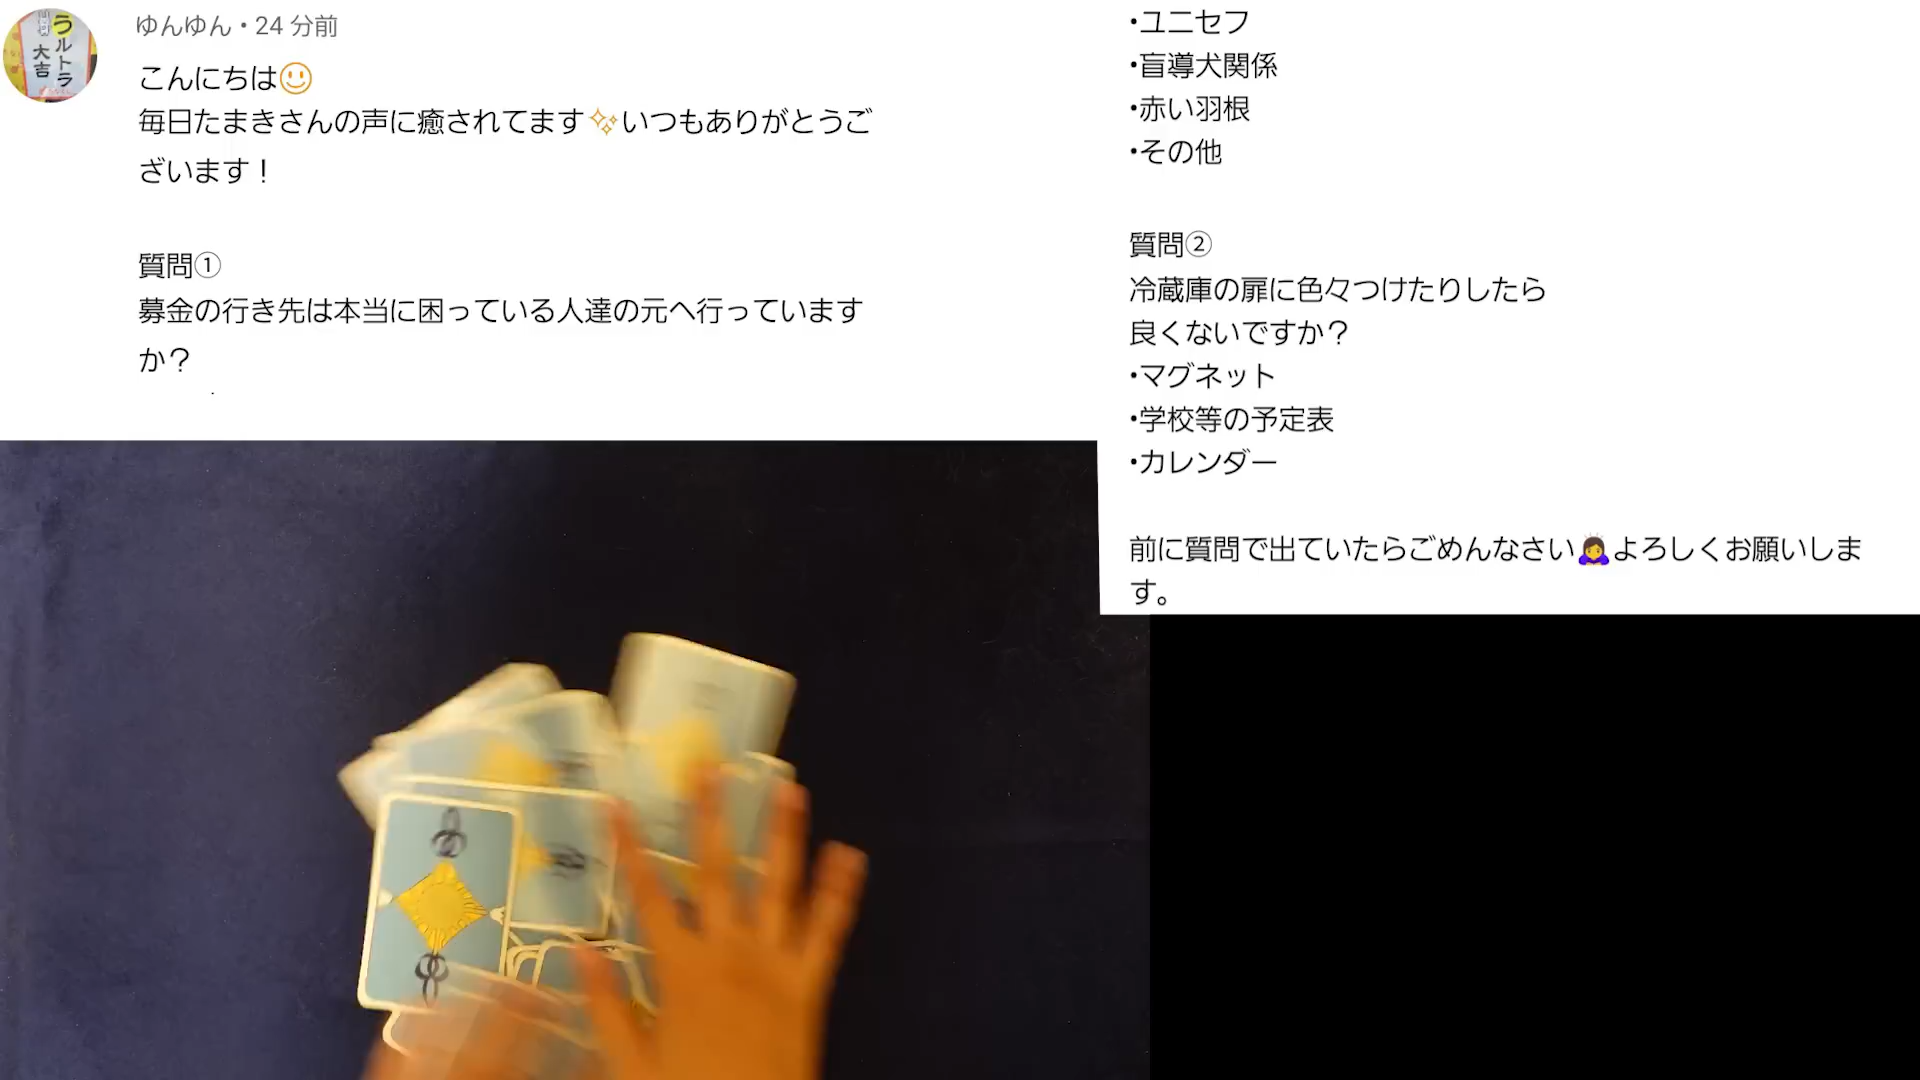 ゆんゆん・24 分前
こんにちは
毎日たまきさんの声に癒されてます✨いつもありがとうご
ざいます！
質問①
募金の行き先は本当に困っている人達の元へ行っています
か？
•ユニセフ
•盲導犬関係
•赤い羽根
•その他
質問②
冷蔵庫の扉に色々つけたりしたら
良くないですか？
•マグネット
•学校等の予定表
•カレンダー
前に質問で出ていたらごめんなさい🙇‍♀️よろしくお願いしま
す。
ウルトラ
大吉